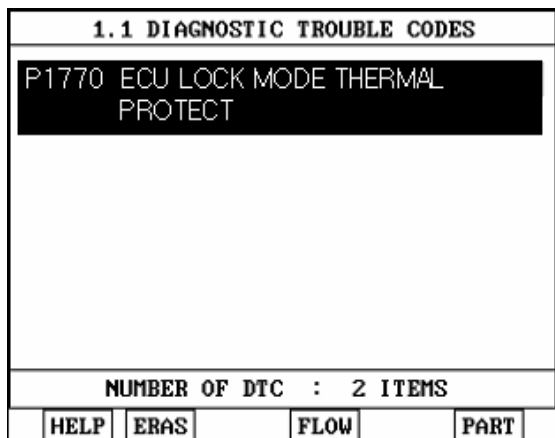 1.1 DIAGNOSTIC TROUBLE CODES
P1770 ECU LOCK MODE THERMAL
PROTECT
NUMBER OF DTC : 2 ITEMS
HELP ERAS FLOW PART